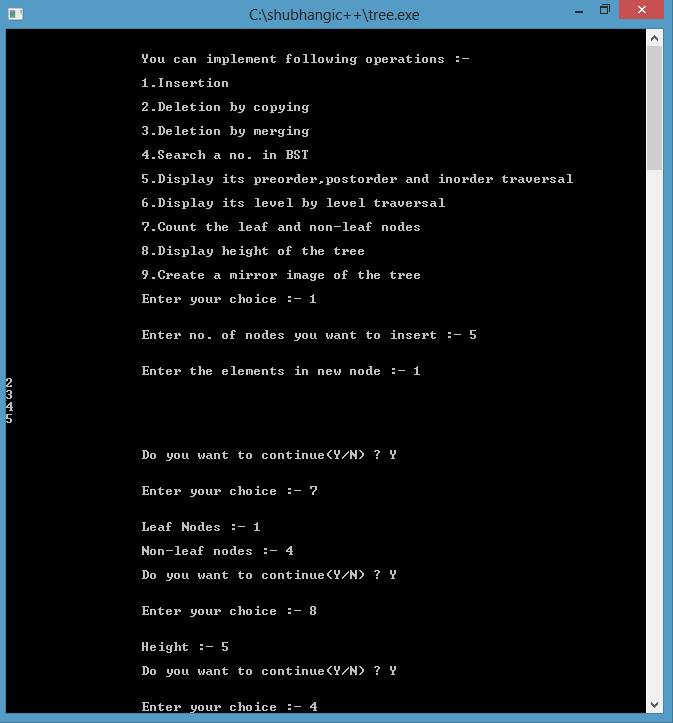 C:\shubhangic++\tree.exe
You can implement following operations :-
1.Insertion
2.Deletion by copying
3.Deletion by merging
4.Search a no. in BST
5.Display its preorder,postorder and inorder traversal
6.Display its level by level traversal
7.Count the leaf and non-leaf nodes
8.Display height of the tree
9.Create a mirror image of the tree
Enter your choice :- 1
Enter no. of nodes you want to insert :- 5
Enter the elements in new node :- 1
2
3
4
5
Do you want to continue(Y/N) ? Y
Enter your choice :- 7
Leaf Nodes :- 1
Non-leaf nodes :- 4
Do you want to continue(Y/N) ? Y
Enter your choice :- 8
Height :- 5
Do you want to continue(Y/N) ? Y
Enter your choice :- 4